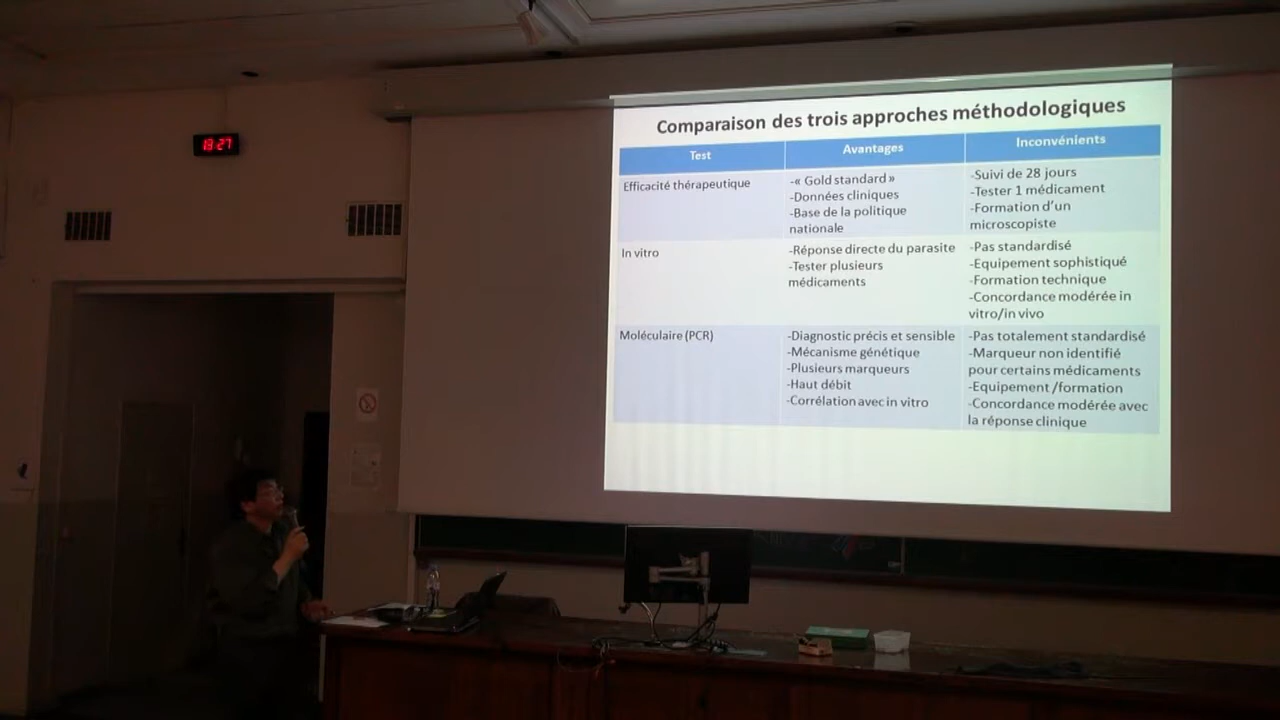 18:27
Comparaison des trois approches méthodologiques
Test
Avantages
Inconvénients
Efficacité thérapeutique
-« Gold standard »
-Données cliniques
-Base de la politique
nationale
-Suivi de 28 jours
-Tester 1 médicament
-Formation d'un
microscopiste
In vitro
-Réponse directe du parasite
-Tester plusieurs
médicaments
-Pas standardisé
-Equipement sophistiqué
-Formation technique
-Concordance modérée in
vitro/in vivo
Moléculaire (PCR)
-Diagnostic précis et sensible
-Mécanisme génétique
-Plusieurs marqueurs
-Haut débit
-Corrélation avec in vitro
-Pas totalement standardisé
-Marqueur non identifié
pour certains médicaments
-Equipement /formation
-Concordance modérée avec
la réponse clinique